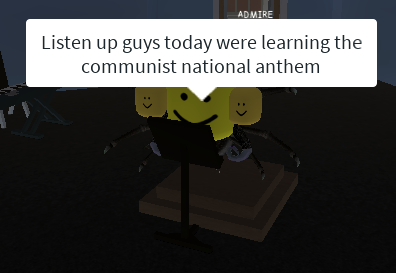 ADMIRE
Listen up guys today were learning the
communist national anthem